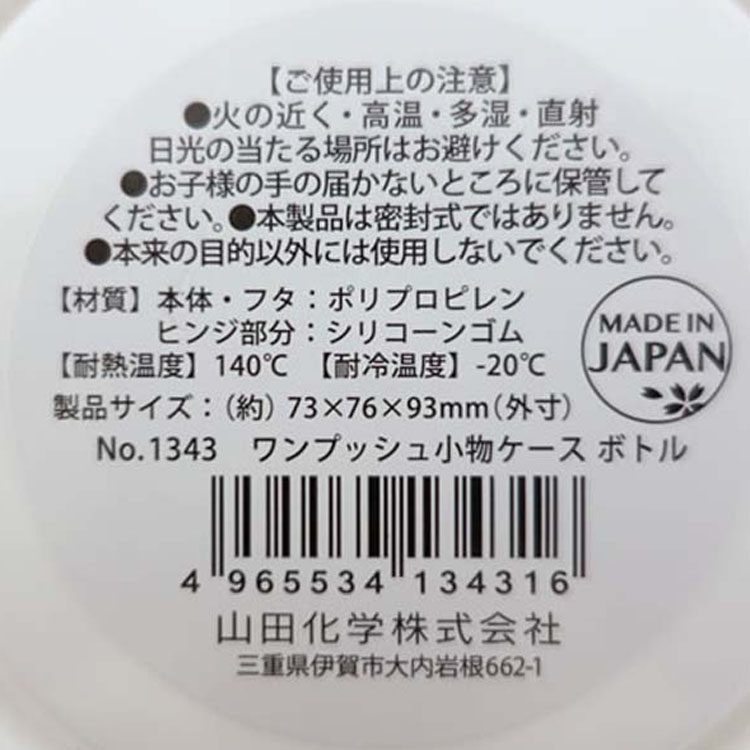 【ご使用上の注意】
●火の近く・高温・多湿・直射
日光の当たる場所はお避けください。
●お子様の手の届かないところに保管して
ください。●本製品は密封式ではありません。
●本来の目的以外には使用しないでください。
【材質】本体・フタ：ポリプロピレン
ヒンジ部分：シリコーンゴム
【耐熱温度】140℃ 【耐冷温度】-20℃
製品サイズ：（約）73×76×93mm（外寸）
MADE IN
JAPAN
No.1343 ワンプッシュ小物ケース ボトル
4 965534 134316
山田化学株式会社
三重県伊賀市大内岩根662-1